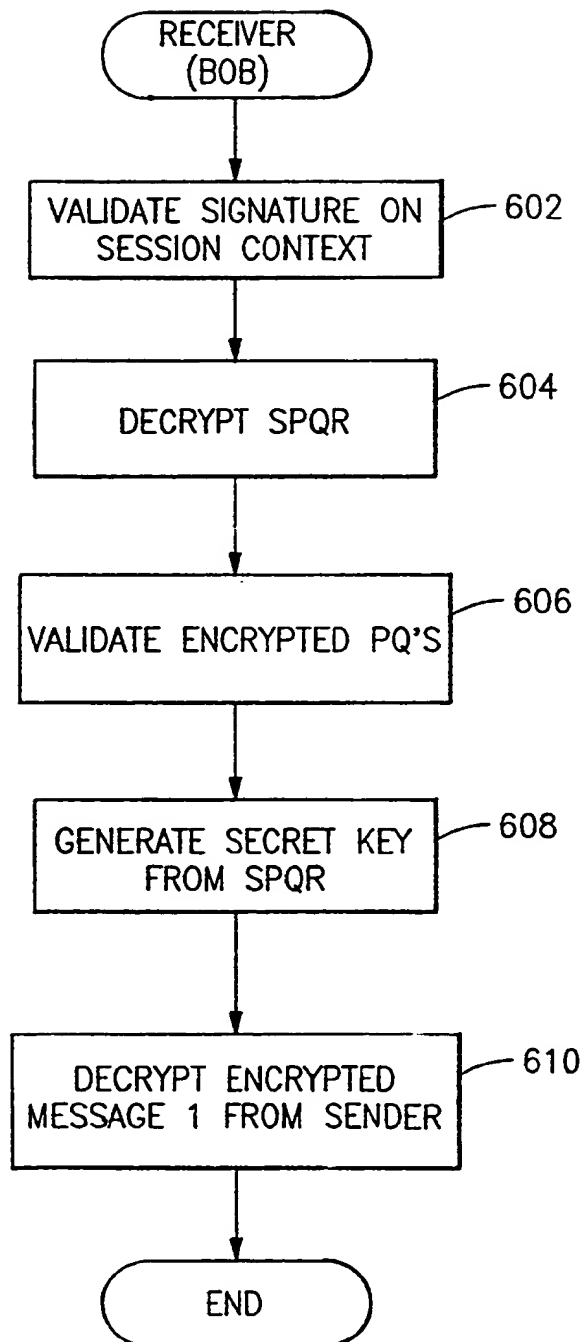 RECEIVER
(BOB)
VALIDATE SIGNATURE ON
SESSION CONTEXT
602
DECRYPT SPQR
604
VALIDATE ENCRYPTED PQ'S
606
GENERATE SECRET KEY
FROM SPQR
608
DECRYPT ENCRYPTED
MESSAGE 1 FROM SENDER
610
END